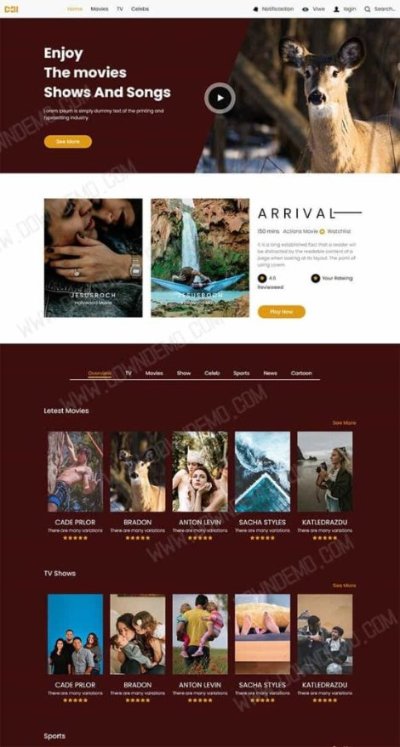 Home Movies TV Celebs Notification View login Search...
Enjoy
The movies
Shows And Songs
Lorem Ipsum is simply dummy text of the printing and
typesetting industry.
See More
ARRIVAL
150 mins Actions Movie Watchlist
It is a long established fact that a reader will
be distracted by the readable content of a
page when looking at its layout. The point of
using Lorem
4.6 Your Rateing
Reviewed
Play Now
JESUSROCH
Hollywood Movie
JESUSROCH
Overview TV Movies Show Celeb Sports News Cartoon
Letest Movies
See More
CADE PRLOR BRADON ANTON LEVIN SACHA STYLES KATLEDRAZDU
There are many variations There are many variations There are many variations There are many variations There are many variations
TV Shows
See More
CADE PRLOR BRADON ANTON LEVIN SACHA STYLES KATLEDRAZDU
There are many variations There are many variations There are many variations There are many variations There are many variations
Sports
WWW.DOWNDEMO.COM